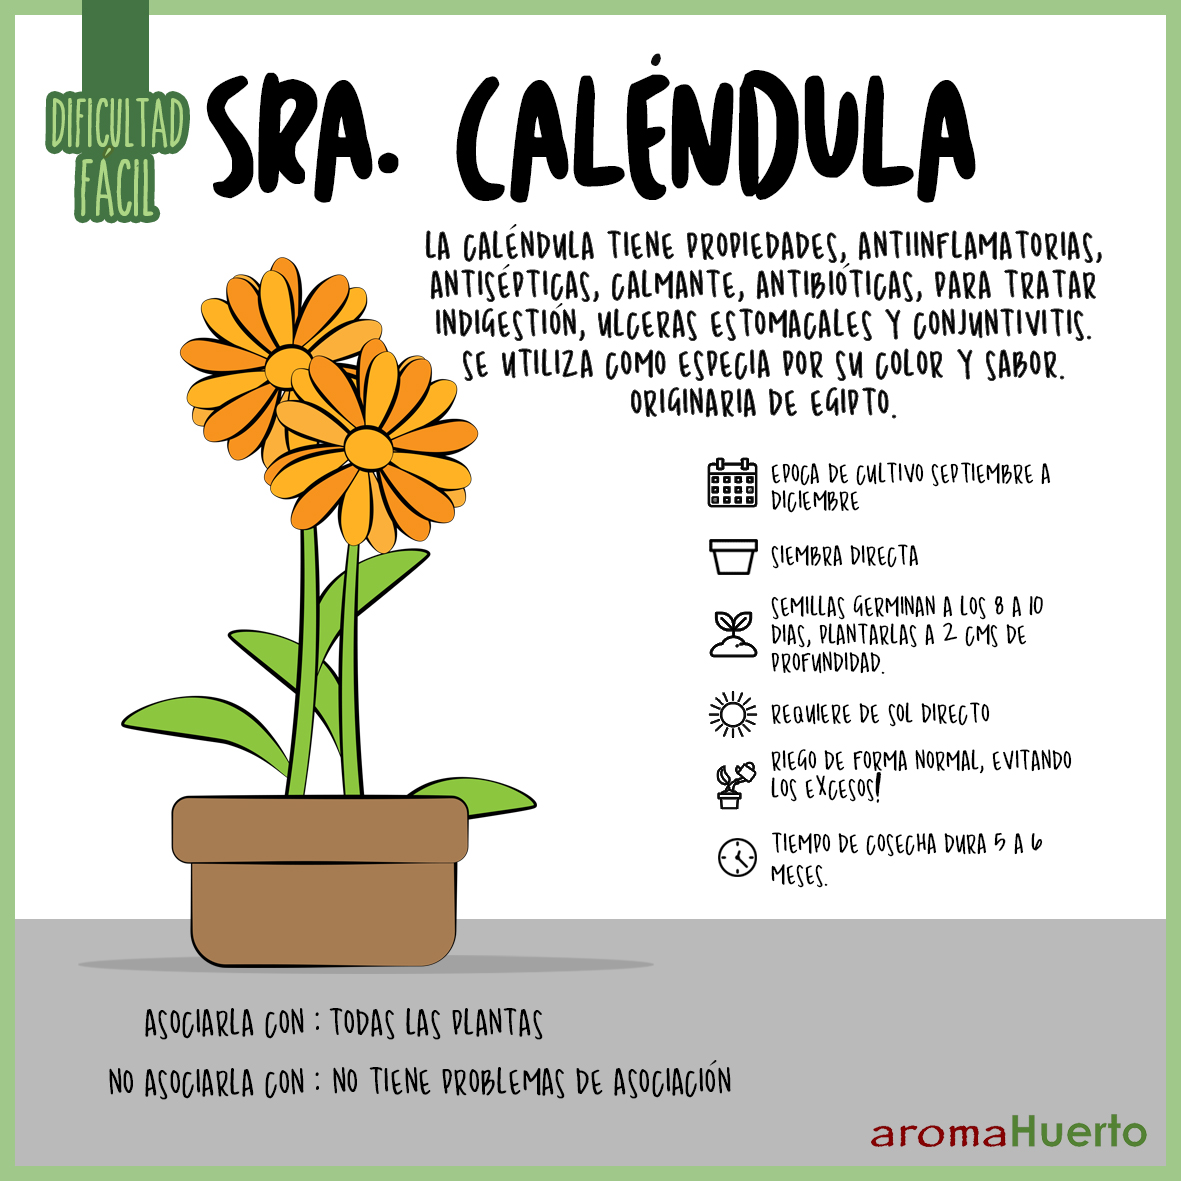 DIFICULTAD
FÁCIL
SRA. CALÉNDULA
LA CALÉNDULA TIENE PROPIEDADES, ANTIINFLAMATORIAS,
ANTISÉPTICAS, CALMANTE, ANTIBIÓTICAS, PARA TRATAR
INDIGESTIÓN, ULCERAS ESTOMACALES Y CONJUNTIVITIS.
SE UTILIZA COMO ESPECIA POR SU COLOR Y SABOR.
ORIGINARIA DE EGIPTO.
EPOCA DE CULTIVO SEPTIEMBRE A
DICIEMBRE
SIEMBRA DIRECTA
SEMILLAS GERMINAN A LOS 8 A 10
DIAS, PLANTARLAS A 2 CMS DE
PROFUNDIDAD.
REQUIERE DE SOL DIRECTO
RIEGO DE FORMA NORMAL, EVITANDO
LOS EXCESOS!
TIEMPO DE COSECHA DURA 5 A 6
MESES.
ASOCIARLA CON : TODAS LAS PLANTAS
NO ASOCIARLA CON : NO TIENE PROBLEMAS DE ASOCIACIÓN
aromaHuerto